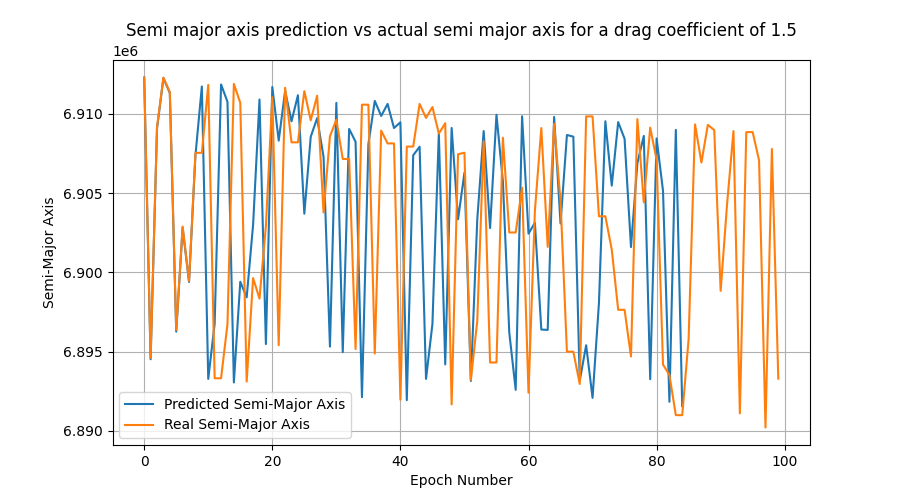 Semi major axis prediction vs actual semi major axis for a drag coefficient of 1.5
1e6
6.910
6.905
6.900
6.895
6.890
Semi-Major Axis
Predicted Semi-Major Axis
Real Semi-Major Axis
0 20 40 60 80 100
Epoch Number